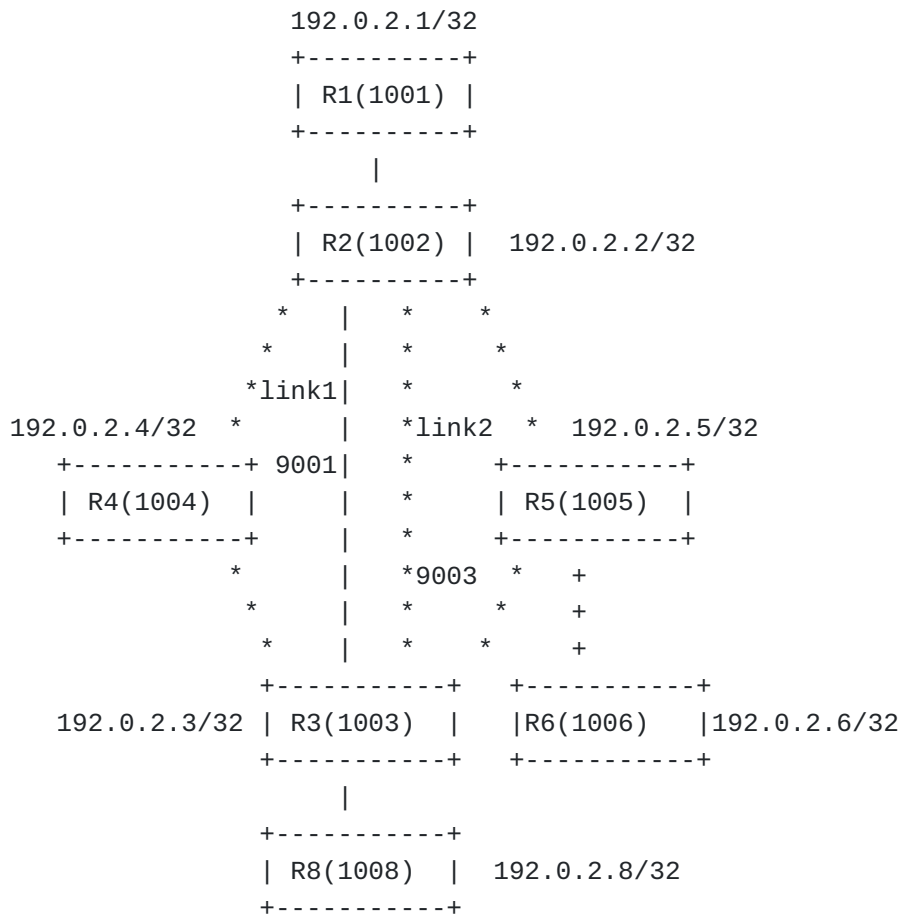 192.0.2.1/32
+----------+
| R1(1001) |
+----------+
|
+----------+
| R2(1002) |  192.0.2.2/32
+----------+
*   |   *    *
*    |   *     *
*link1|   *      *
192.0.2.4/32  *      |   *link2  *  192.0.2.5/32
+-----------+ 9001|   *     +-----------+
| R4(1004)  |     |   *     | R5(1005)  |
+-----------+     |   *     +-----------+
*      |   *9003  *   +
*     |   *     *    +
*    |   *    *     +
+-----------+   +-----------+
192.0.2.3/32 | R3(1003)  |   |R6(1006)   |192.0.2.6/32
+-----------+   +-----------+
|
+-----------+
| R8(1008)  |  192.0.2.8/32
+-----------+